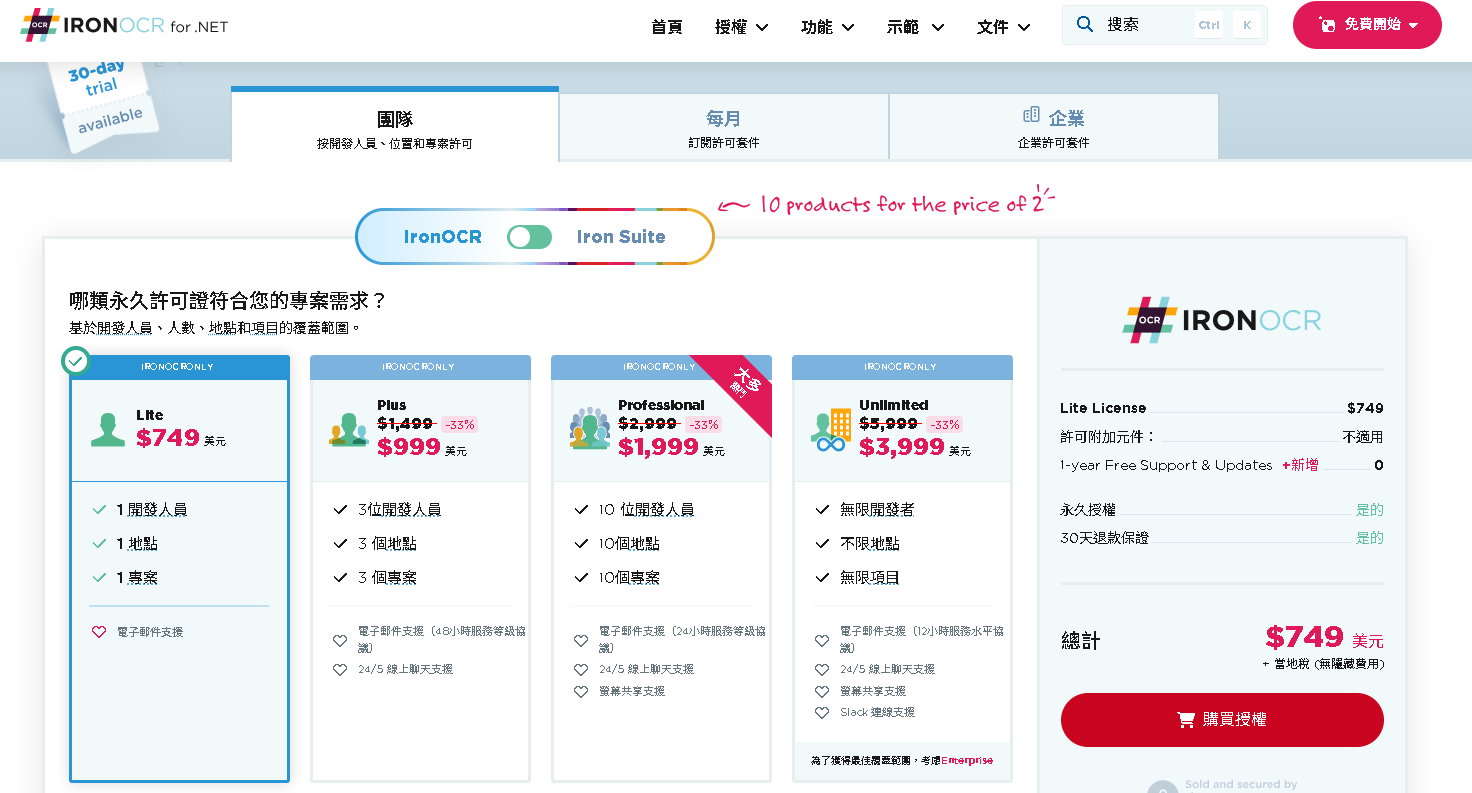 OCR IRONOCR for .NET
首頁 授權 功能 示範 文件
搜索 Ctrl K
免費開始
30-day
trial
available
團隊
按開發人員、位置和專案許可
每月
訂閱許可套件
企業
企業許可套件
10 products for the price of 2
IronOCR Iron Suite
哪類永久許可證符合您的專案需求？
基於開發人員、人數、地點和項目的覆蓋範圍。
IRONOCR ONLY
Lite
$749 美元
1 開發人員
1 地點
1 專案
電子郵件支援
IRONOCR ONLY
Plus
$1,499 -33%
$999 美元
3位開發人員
3 個地點
3 個專案
電子郵件支援（48小時服務等級協
議）
24/5 線上聊天支援
IRONOCR ONLY
大多
Professional
$2,999 -33%
$1,999 美元
10 位開發人員
10個地點
10個專案
電子郵件支援（24小時服務等級協
議）
24/5 線上聊天支援
螢幕共享支援
IRONOCR ONLY
Unlimited
$5,999 -33%
$3,999 美元
無限開發者
不限地點
無限項目
電子郵件支援（12小時服務水平協
議）
24/5 線上聊天支援
螢幕共享支援
Slack 連線支援
為了獲得最佳覆蓋範圍，考慮Enterprise
OCR IRONOCR
Lite License $749
許可附加元件： 不適用
1-year Free Support & Updates +新增 0
永久授權 是的
30天退款保證 是的
總計 $749 美元
+ 當地稅 (無隱藏費用)
購買授權
Sold and secured by